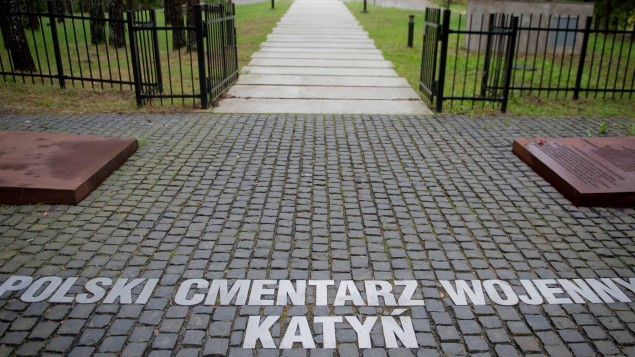 POLSKI CMENTARZ WOJENNY
KATYŃ